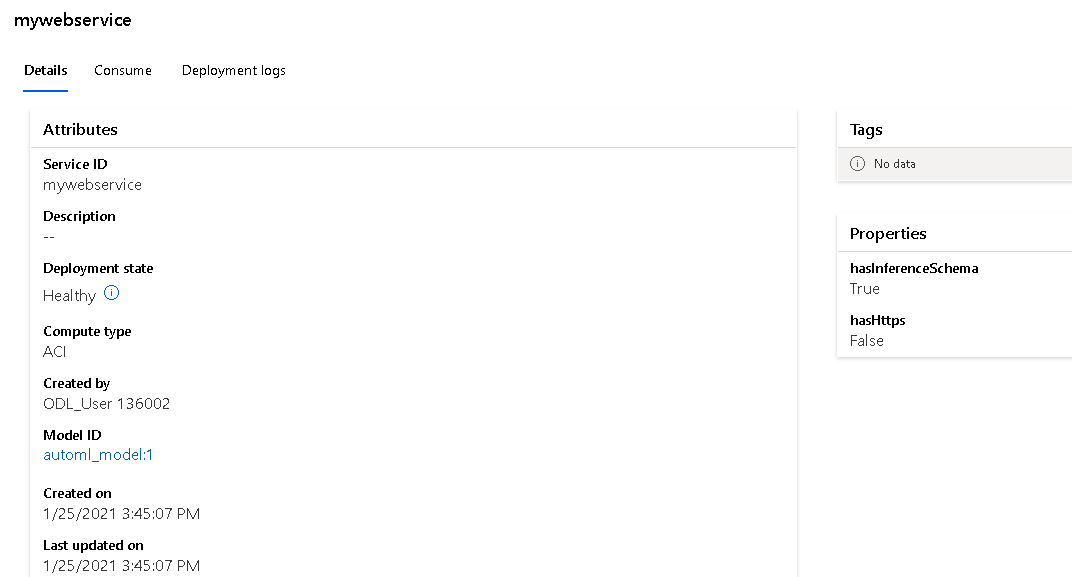 mywebservice
Details Consume Deployment logs
Attributes
Service ID
mywebservice
Description
--
Deployment state
Healthy
Compute type
ACI
Created by
ODL_User 136002
Model ID
automl_model:1
Created on
1/25/2021 3:45:07 PM
Last updated on
1/25/2021 3:45:07 PM
Tags
No data
Properties
hasInferenceSchema
True
hasHttps
False